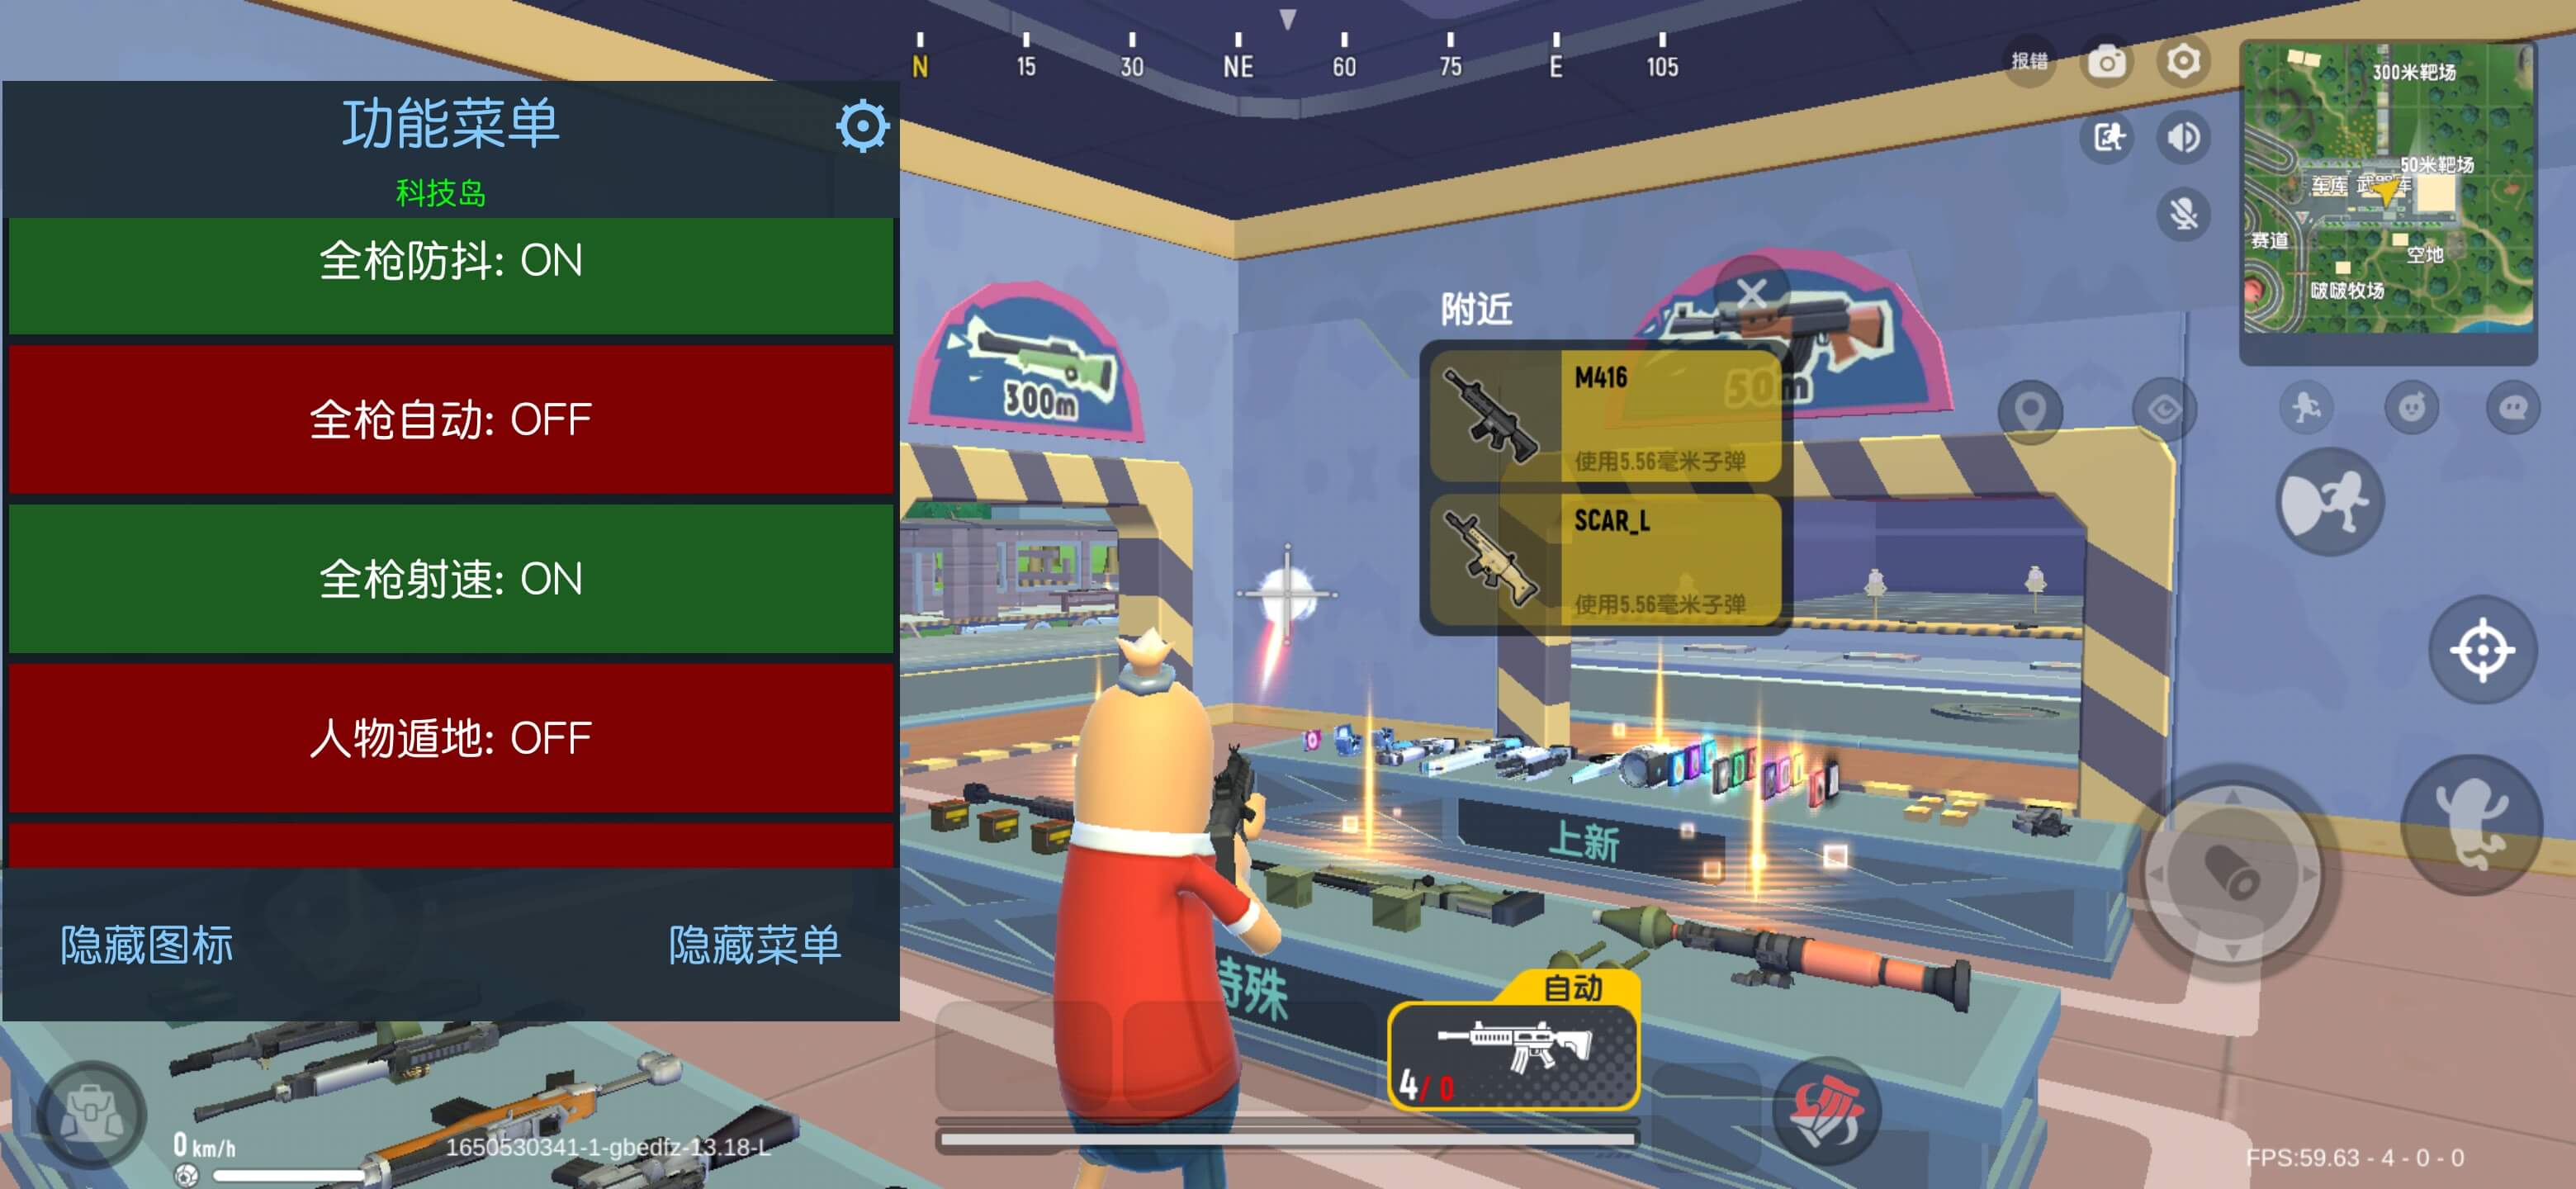 功能菜单
科技岛
全枪防抖: ON
全枪自动: OFF
全枪射速: ON
人物遁地: OFF
隐藏图标
隐藏菜单
N 15 30 NE 60 75 E 105
报错
300米靶场
50米靶场
车库
赛道
空地
啵啵牧场
附近
M416
使用5.56毫米子弹
SCAR_L
使用5.56毫米子弹
300m
50m
上新
特殊
自动
4/ 0
0 km/h
1650530341-1-gbedfz-13.18-L
FPS:59.63 - 4 - 0 - 0